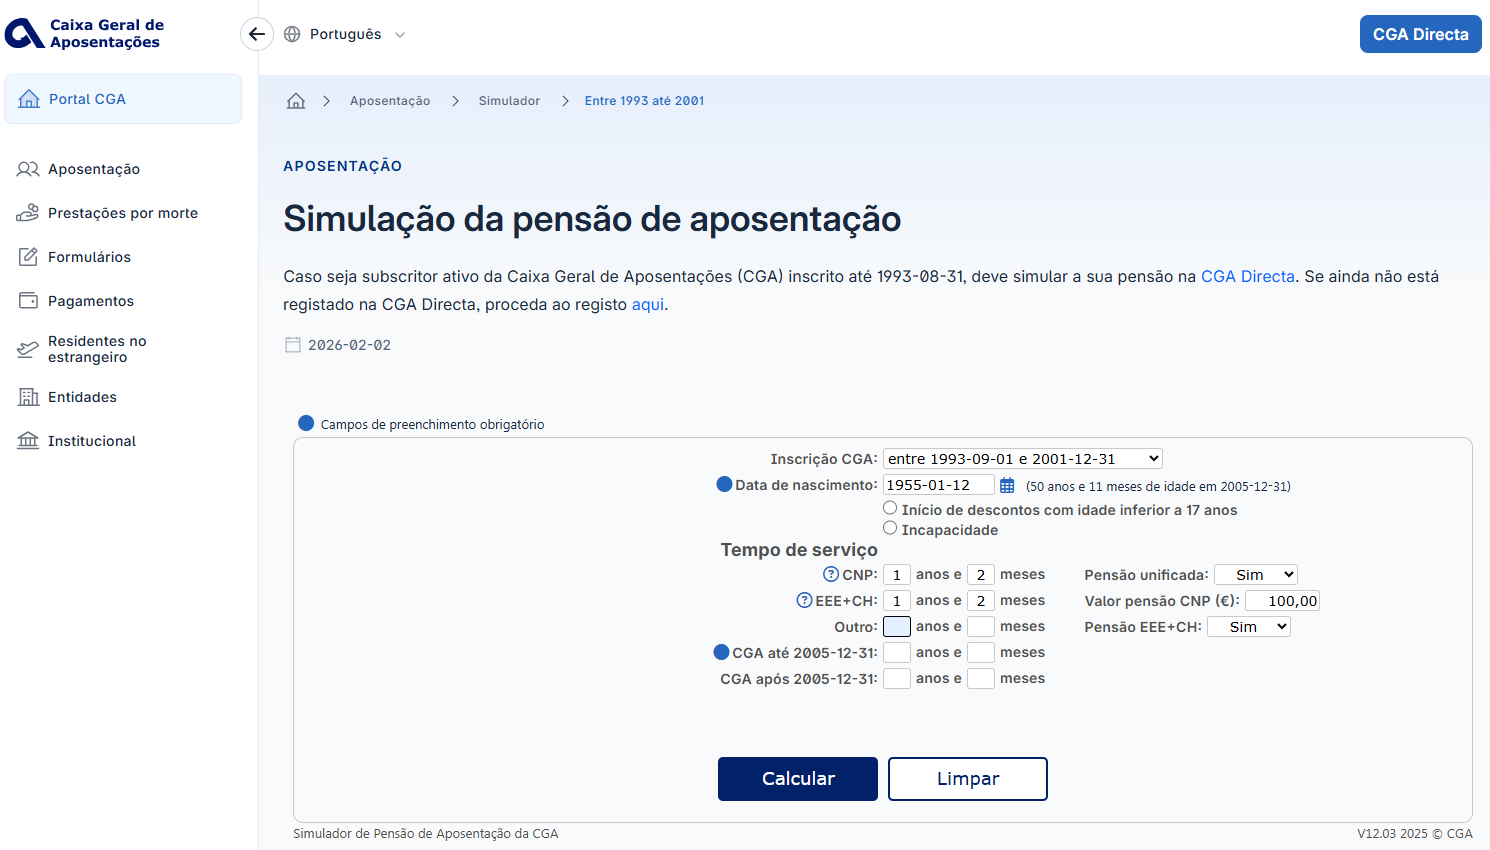 Caixa Geral de
Aposentações
Português
CGA Directa
Portal CGA
Aposentação
Prestações por morte
Formulários
Pagamentos
Residentes no
estrangeiro
Entidades
Institucional
Aposentação > Simulador > Entre 1993 até 2001
APOSENTAÇÃO
Simulação da pensão de aposentação
Caso seja subscritor ativo da Caixa Geral de Aposentações (CGA) inscrito até 1993-08-31, deve simular a sua pensão na CGA Directa. Se ainda não está
registado na CGA Directa, proceda ao registo aqui.
2026-02-02
Campos de preenchimento obrigatório
Inscrição CGA: entre 1993-09-01 e 2001-12-31
Data de nascimento: 1955-01-12 (50 anos e 11 meses de idade em 2005-12-31)
Início de descontos com idade inferior a 17 anos
Incapacidade
Tempo de serviço
? CNP: 1 anos e 2 meses Pensão unificada: Sim
? EEE+CH: 1 anos e 2 meses Valor pensão CNP (€): 100,00
Outro: anos e meses Pensão EEE+CH: Sim
CGA até 2005-12-31: anos e meses
CGA após 2005-12-31: anos e meses
Calcular Limpar
Simulador de Pensão de Aposentação da CGA V12.03 2025 © CGA